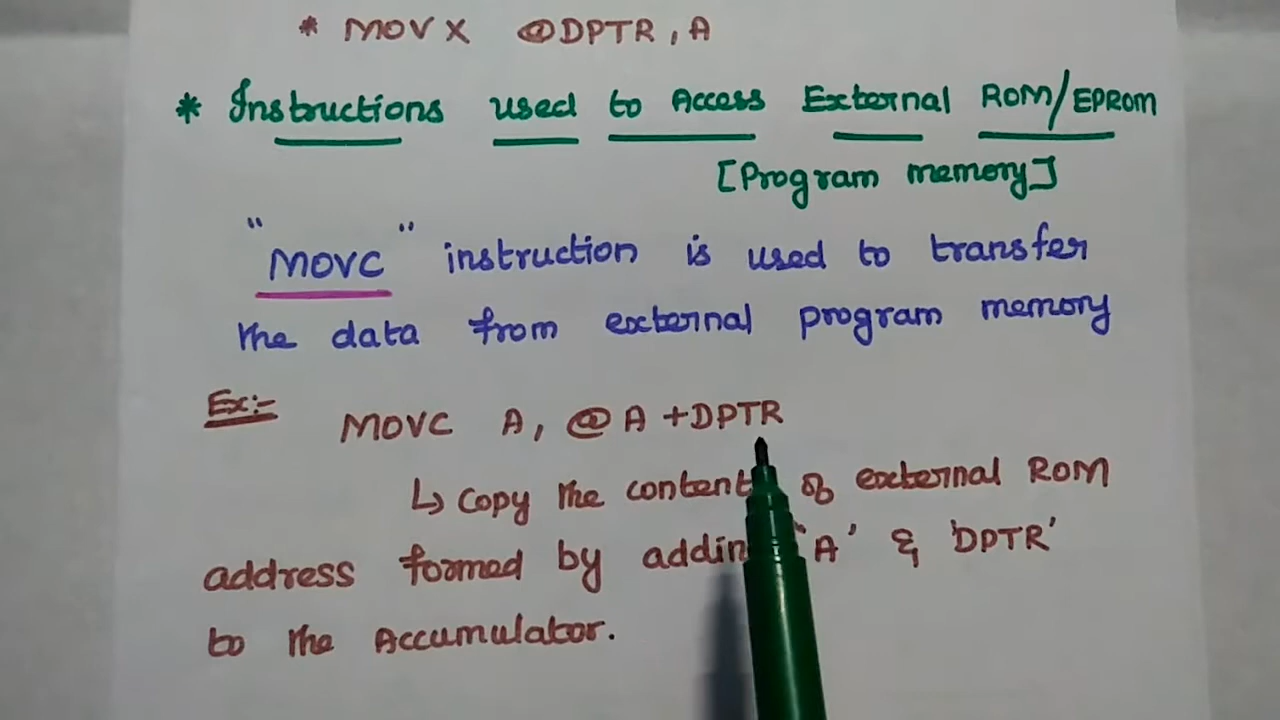 * MOVX @DPTR, A
* Instructions used to Access External ROM/EPROM
[Program memory]
"MOVC" instruction is used to transfer
the data from external program memory
Ex:- MOVC A, @A+DPTR
↳ Copy the content of external ROM
address formed by addin 'A' & 'DPTR'
to the Accumulator.